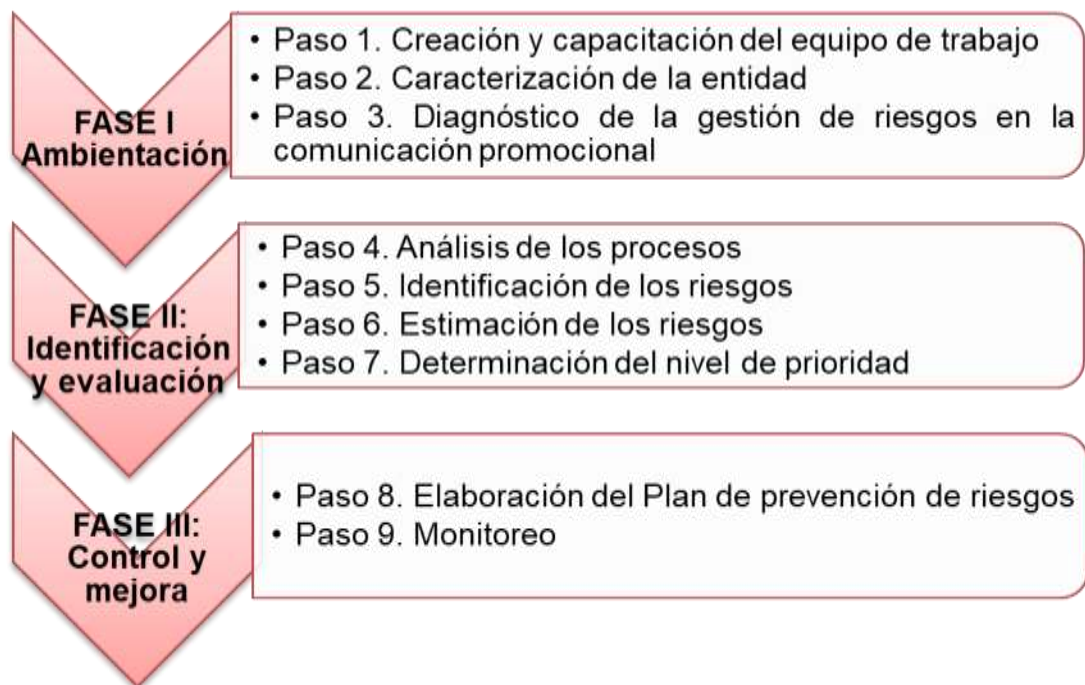 FASE I
Ambientación
• Paso 1. Creación y capacitación del equipo de trabajo
• Paso 2. Caracterización de la entidad
• Paso 3. Diagnóstico de la gestión de riesgos en la
comunicación promocional
FASE II:
Identificación
y evaluación
• Paso 4. Análisis de los procesos
• Paso 5. Identificación de los riesgos
• Paso 6. Estimación de los riesgos
• Paso 7. Determinación del nivel de prioridad
FASE III:
Control y
mejora
• Paso 8. Elaboración del Plan de prevención de riesgos
• Paso 9. Monitoreo